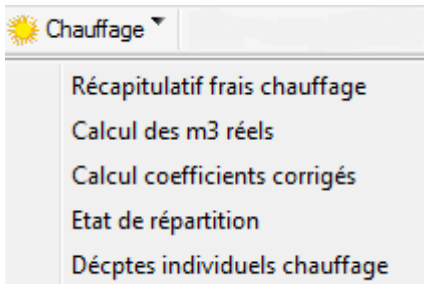 Chauffage
Récapitulatif frais chauffage
Calcul des m3 réels
Calcul coefficients corrigés
Etat de répartition
Décptes individuels chauffage